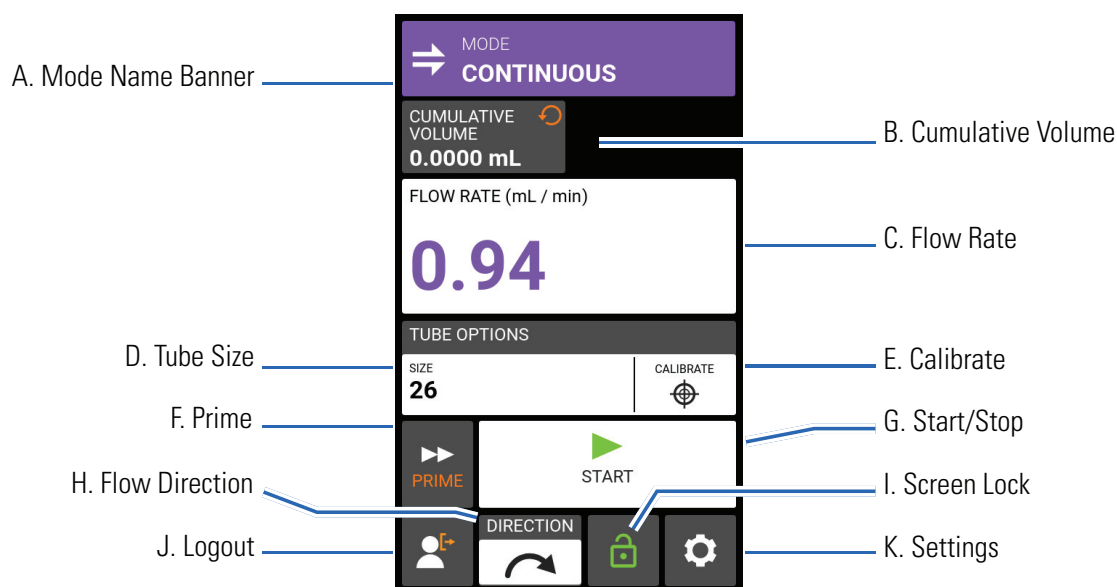 MODE
CONTINUOUS
A. Mode Name Banner
CUMULATIVE
VOLUME
0.0000 mL
B. Cumulative Volume
FLOW RATE (mL / min)
0.94
C. Flow Rate
TUBE OPTIONS
D. Tube Size
SIZE
26
CALIBRATE
E. Calibrate
F. Prime
PRIME
START
G. Start/Stop
H. Flow Direction
DIRECTION
I. Screen Lock
J. Logout
K. Settings